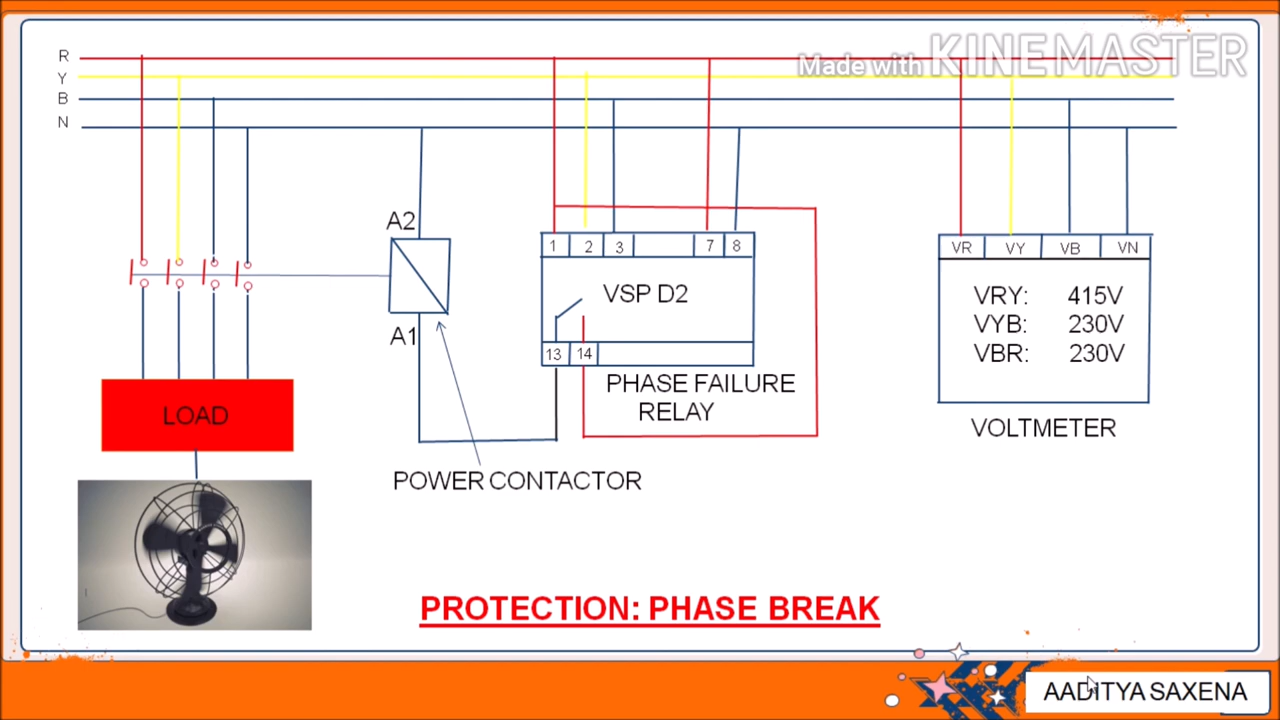 Made with KINEMASTER
R
Y
B
N
A2
A1
1 2 3 7 8
VSP D2
13 14
PHASE FAILURE
RELAY
POWER CONTACTOR
LOAD
VR VY VB VN
VRY: 415V
VYB: 230V
VBR: 230V
VOLTMETER
PROTECTION: PHASE BREAK
AADITYA SAXENA